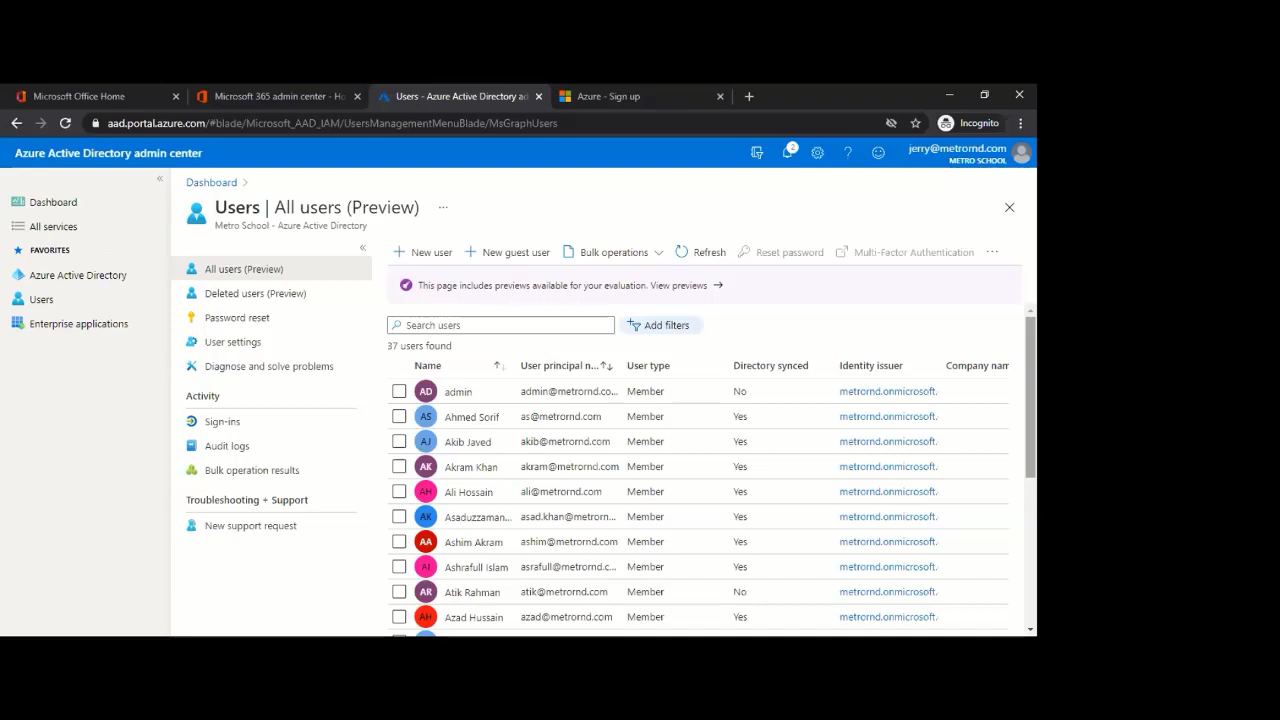 Microsoft Office Home
Microsoft 365 admin center - Ho
Users - Azure Active Directory ad
Azure - Sign up
aad.portal.azure.com/#blade/Microsoft_AAD_IAM/UsersManagementMenuBlade/MsGraphUsers
Incognito
Azure Active Directory admin center
2
jerry@metrornd.com
METRO SCHOOL
Dashboard
All services
FAVORITES
Azure Active Directory
Users
Enterprise applications
Dashboard >
Users | All users (Preview) ...
Metro School - Azure Active Directory
All users (Preview)
Deleted users (Preview)
Password reset
User settings
Diagnose and solve problems
Activity
Sign-ins
Audit logs
Bulk operation results
Troubleshooting + Support
New support request
New user New guest user Bulk operations Refresh Reset password Multi-Factor Authentication ...
This page includes previews available for your evaluation. View previews →
Search users Add filters
37 users found
Name User principal n... User type Directory synced Identity issuer Company nam
AD admin admin@metrornd.co... Member No metrornd.onmicrosoft.
AS Ahmed Sorif as@metrornd.com Member Yes metrornd.onmicrosoft.
AJ Akib Javed akib@metrornd.com Member Yes metrornd.onmicrosoft.
AK Akram Khan akram@metrornd.com Member Yes metrornd.onmicrosoft.
AH Ali Hossain ali@metrornd.com Member Yes metrornd.onmicrosoft.
AK Asaduzzaman... asad.khan@metrorn... Member Yes metrornd.onmicrosoft.
AA Ashim Akram ashim@metrornd.com Member Yes metrornd.onmicrosoft.
AI Ashrafull Islam asrafull@metrornd.c... Member Yes metrornd.onmicrosoft.
AR Atik Rahman atik@metrornd.com Member No metrornd.onmicrosoft.
AH Azad Hussain azad@metrornd.com Member Yes metrornd.onmicrosoft.